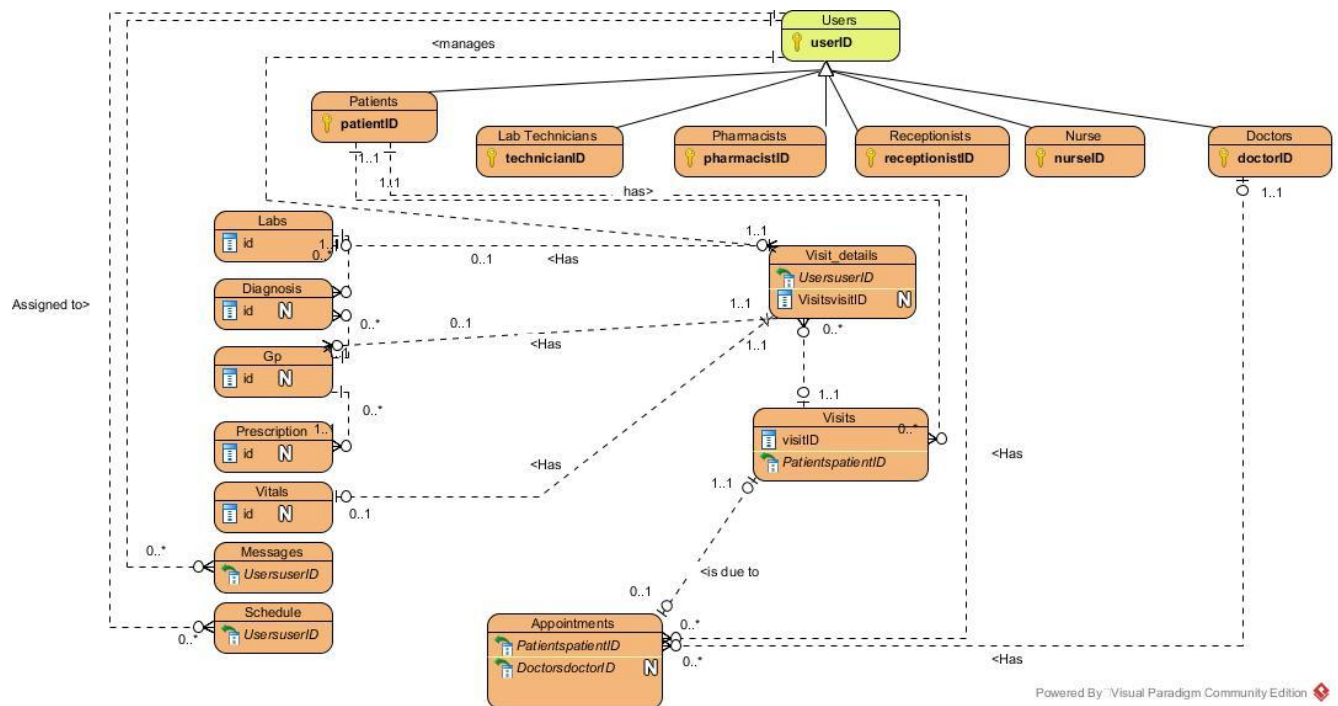 Users
userID
<manages
Patients
patientID
Lab Technicians
technicianID
Pharmacists
pharmacistID
Receptionists
receptionistID
Nurse
nurseID
Doctors
doctorID
1..1
1..1
has>
1..1
Labs
id
1..1
0..*
0..1
<Has
1..1
Visit_details
UsersuserID
VisitsvisitID
N
Diagnosis
id
N
Assigned to>
0..*
0..1
<Has
1..1
1..1
0..*
Gp
id
N
0..*
1..1
Visits
visitID
PatientspatientID
0..*
Prescription
id
N
1..1
<Has
<Has
Vitals
id
N
0..1
1..1
Messages
UsersuserID
0..*
<is due to
Schedule
UsersuserID
0..*
0..1
Appointments
PatientspatientID
DoctorsdoctorID
N
0..*
0..*
<Has
Powered By Visual Paradigm Community Edition